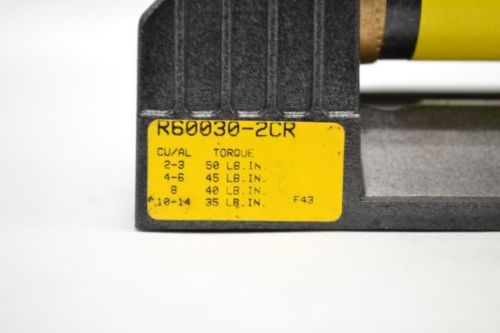 R60030-2CR
CU/AL TORQUE
2-3 50 LB.IN.
4-6 45 LB.IN.
8 40 LB.IN.
10-14 35 LB.IN. F43